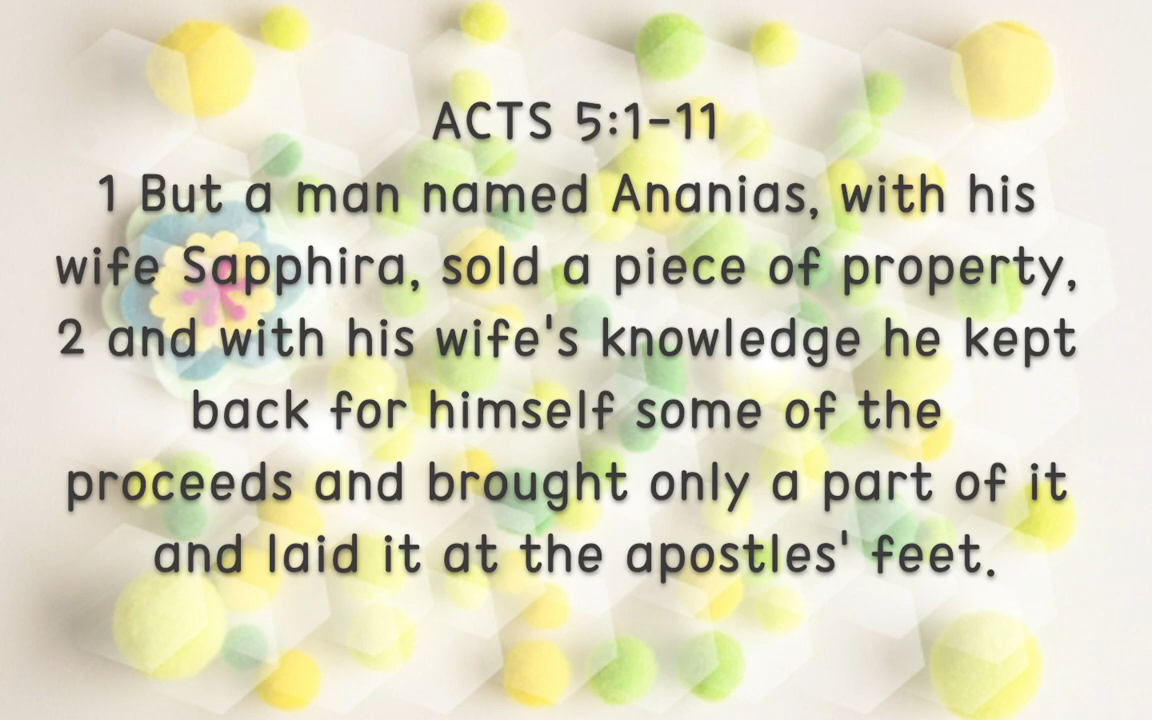 ACTS 5:1-11
1 But a man named Ananias, with his
wife Sapphira, sold a piece of property,
2 and with his wife's knowledge he kept
back for himself some of the
proceeds and brought only a part of it
and laid it at the apostles' feet.